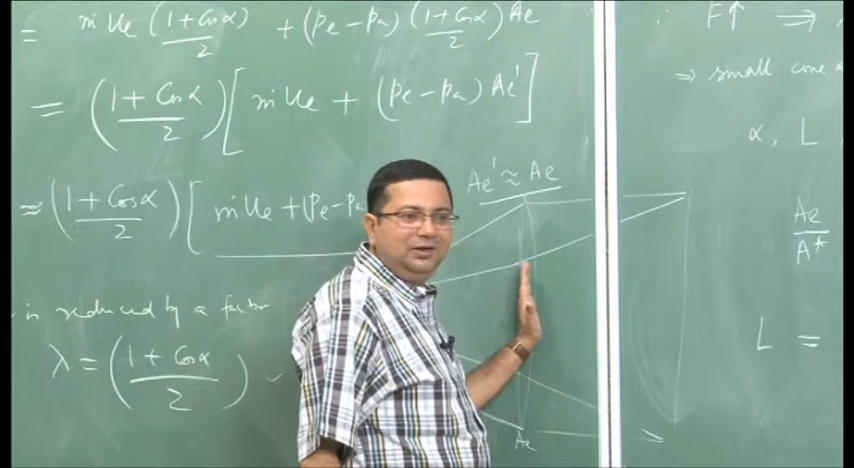 = ṁ Ue (1 + Cosα)/2 + (pe - pa) (1 + Cosα)/2 Ae
= ((1 + Cosα)/2) [ ṁ Ue + (pe - pa) Ae' ]
≈ ((1 + Cosα)/2) [ ṁ Ue + (pe - pa
is reduced by a factor
λ = ((1 + Cosα)/2)
Ae' ≈ Ae
Ae
∴ F↑ ⇒
⇒ small cone a
α, L
Ae/A*
L =